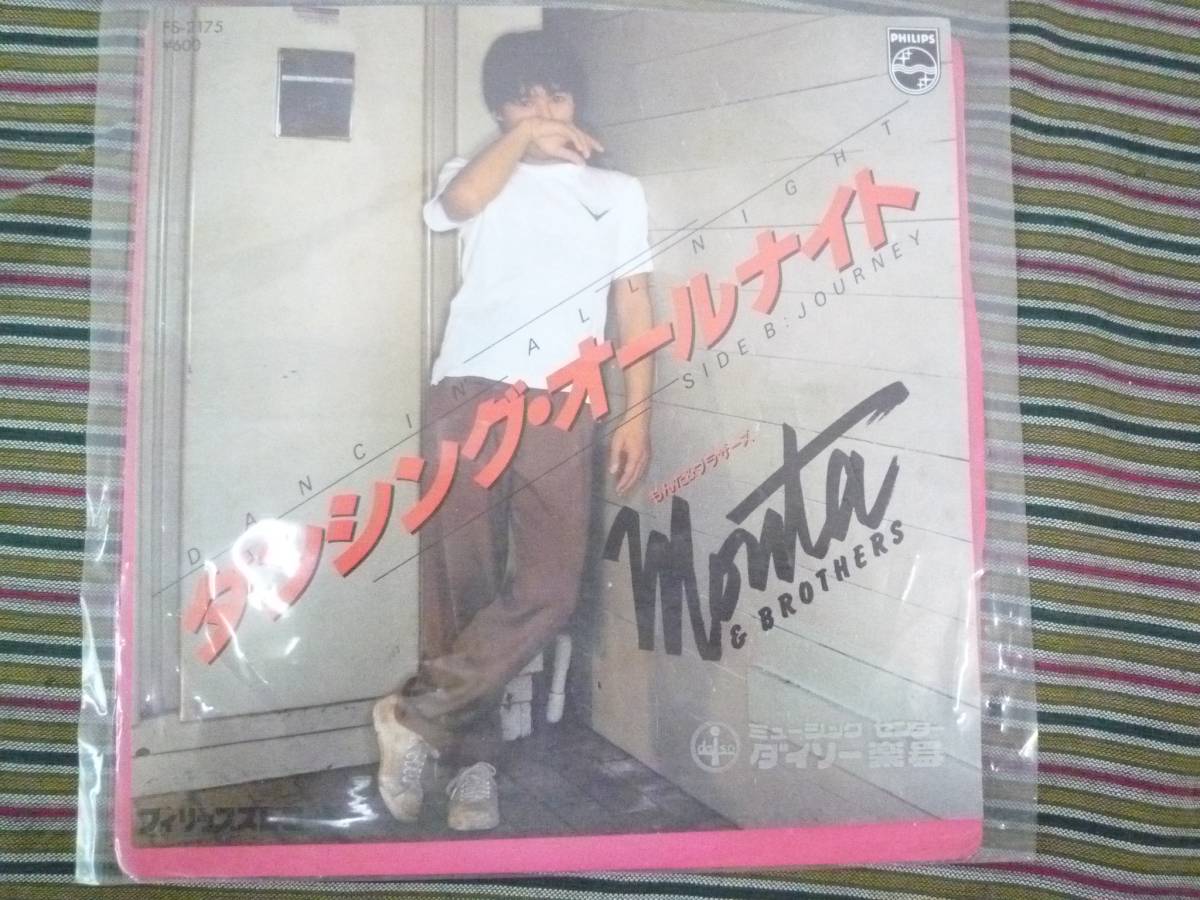 FS-2175
¥600
PHILIPS
DANCING ALL NIGHT
ダンシング・オールナイト
SIDE B: JOURNEY
もんた&ブラザーズ
Monta
& BROTHERS
daiso
ミュージック センター
ダイソー楽器
フィリップス